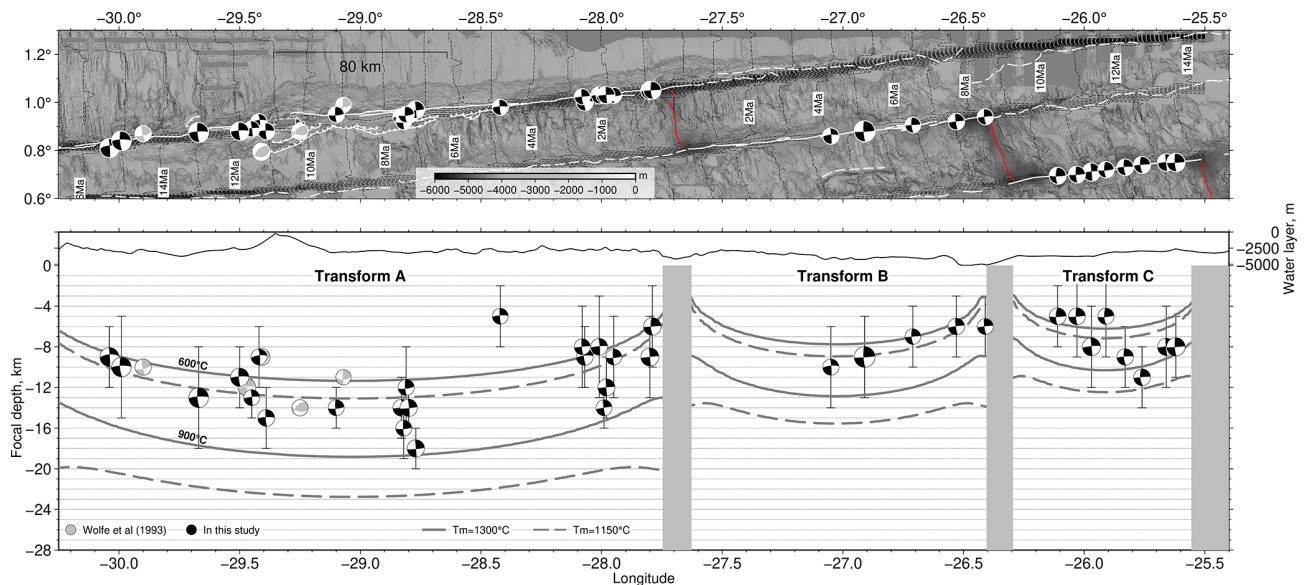 −30.0° −29.5° −29.0° −28.5° −28.0° −27.5° −27.0° −26.5° −26.0° −25.5°
1.2°
1.0°
0.8°
0.6°
80 km
6Ma 14Ma 12Ma 10Ma 8Ma 6Ma 4Ma 2Ma 2Ma 4Ma 6Ma 8Ma 10Ma 12Ma 14Ma
m
−6000 −5000 −4000 −3000 −2000 −1000 0
0
−2500
−5000
Water layer, m
Transform A Transform B Transform C
0
−4
−8
−12
−16
−20
−24
−28
Focal depth, km
600°C
900°C
Wolfe et al (1993) In this study Tm=1300°C Tm=1150°C
−30.0 −29.5 −29.0 −28.5 −28.0 −27.5 −27.0 −26.5 −26.0 −25.5
Longitude